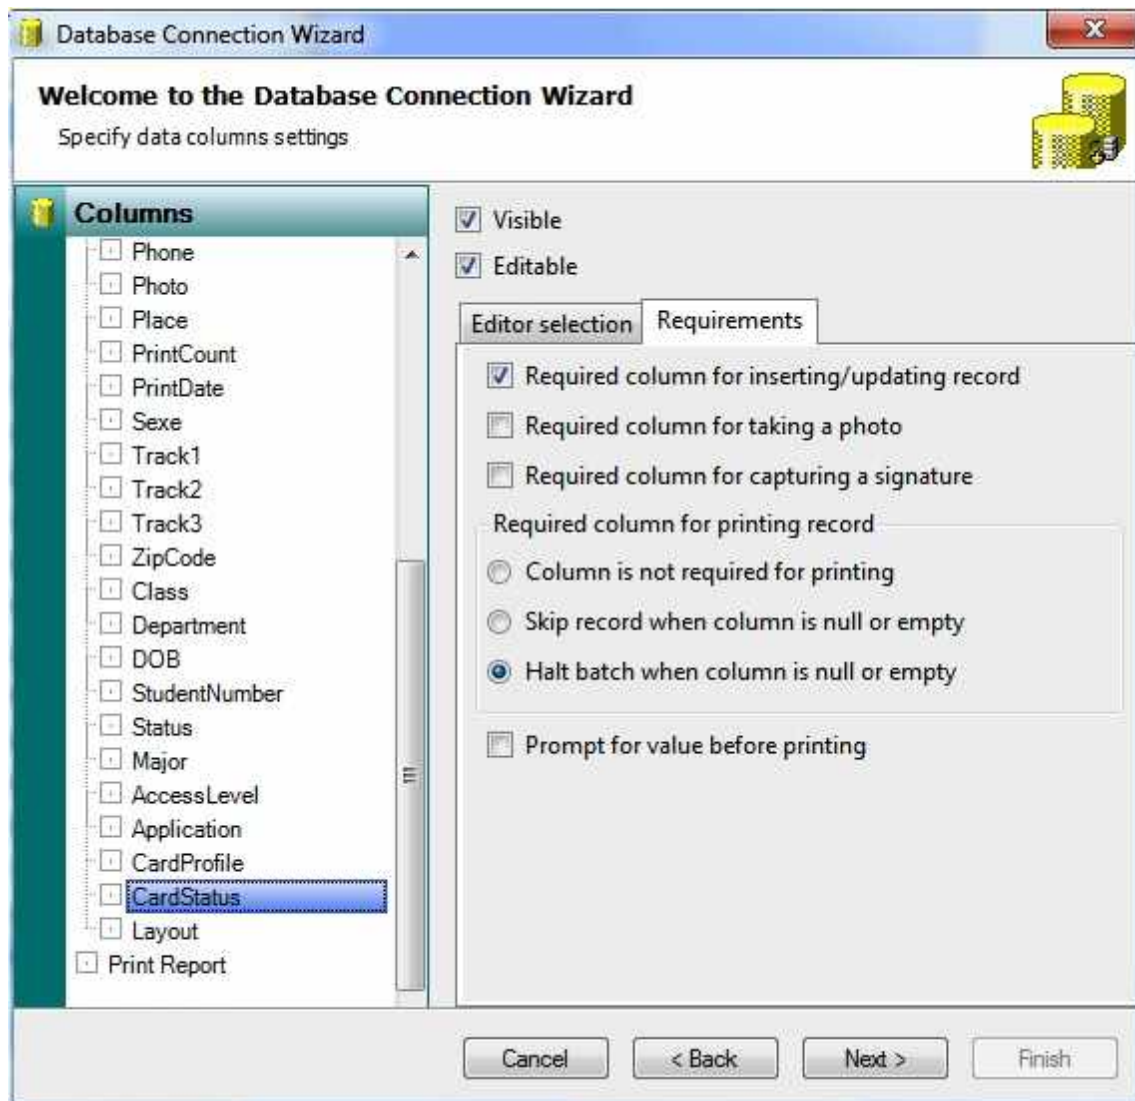 Database Connection Wizard
Welcome to the Database Connection Wizard
Specify data columns settings
Columns
Phone
Photo
Place
PrintCount
PrintDate
Sexe
Track1
Track2
Track3
ZipCode
Class
Department
DOB
StudentNumber
Status
Major
AccessLevel
Application
CardProfile
CardStatus
Layout
Print Report
Visible
Editable
Editor selection
Requirements
Required column for inserting/updating record
Required column for taking a photo
Required column for capturing a signature
Required column for printing record
Column is not required for printing
Skip record when column is null or empty
Halt batch when column is null or empty
Prompt for value before printing
Cancel
< Back
Next >
Finish